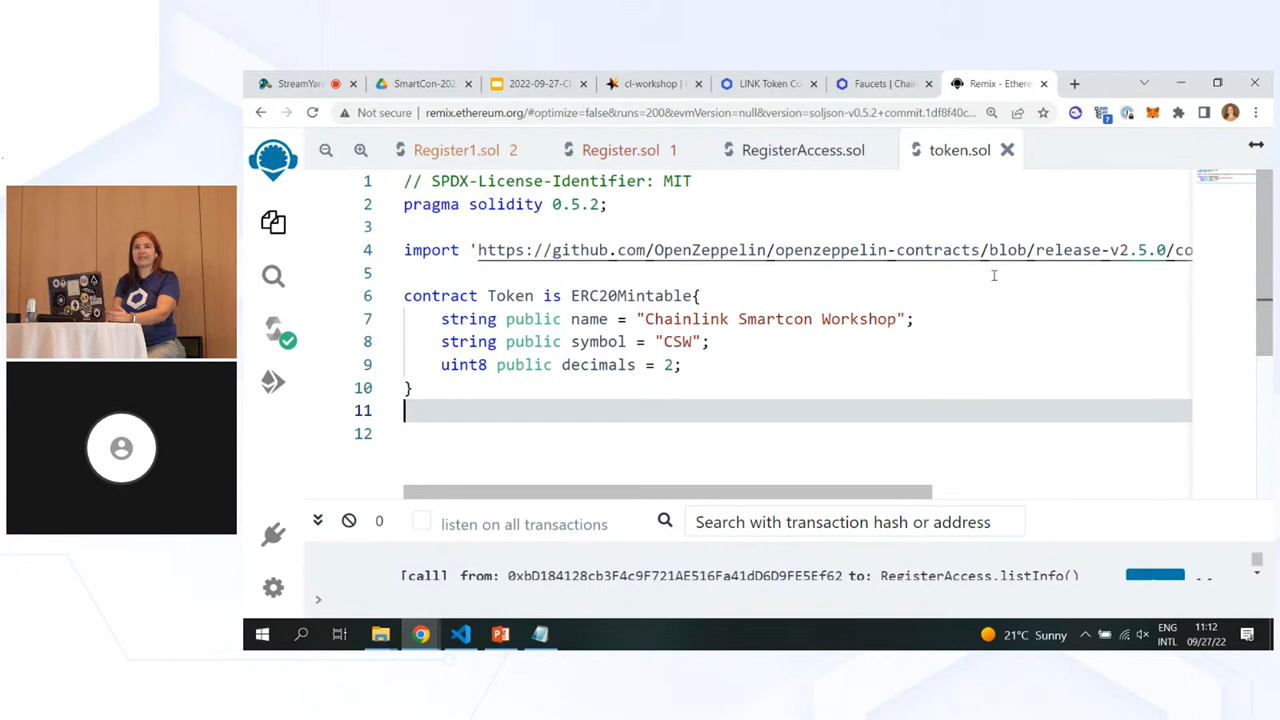 StreamYar
SmartCon-202
2022-09-27-C
cl-workshop |
LINK Token Co
Faucets | Chain
Remix - Ethere
Not secure
remix.ethereum.org/#optimize=false&runs=200&evmVersion=null&version=soljson-v0.5.2+commit.1df8f40c...
7
Register1.sol 2
Register.sol 1
RegisterAccess.sol
token.sol
1 // SPDX-License-Identifier: MIT
2 pragma solidity 0.5.2;
3
4 import 'https://github.com/OpenZeppelin/openzeppelin-contracts/blob/release-v2.5.0/co
5
6 contract Token is ERC20Mintable{
7 string public name = "Chainlink Smartcon Workshop";
8 string public symbol = "CSW";
9 uint8 public decimals = 2;
10 }
11
12
0
listen on all transactions
Search with transaction hash or address
[call] from: 0xbD184128cb3F4c9F721AE516Fa41dD6D9FE5Ef62 to: RegisterAccess.listInfo()
>
21°C Sunny
ENG
INTL
11:12
09/27/22